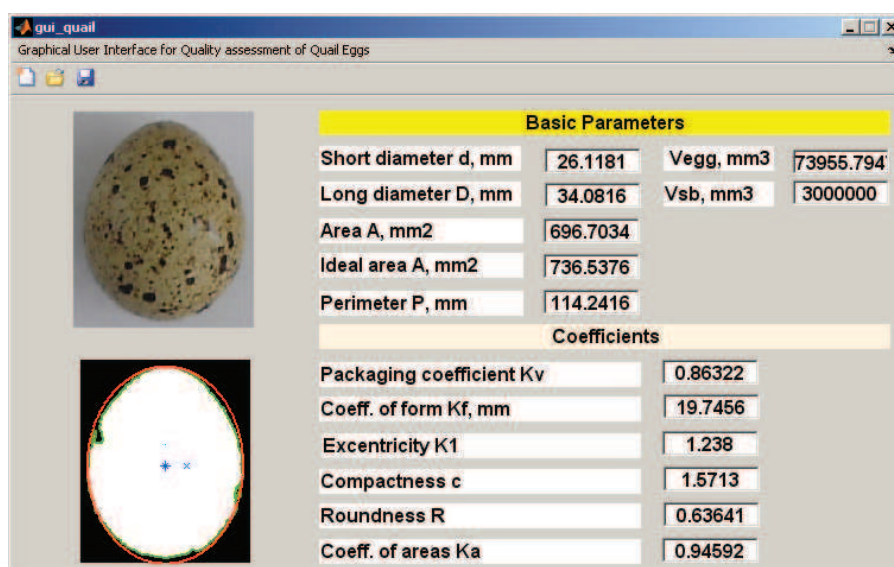 gui_quail
Graphical User Interface for Quality assessment of Quail Eggs
Basic Parameters
Short diameter d, mm 26.1181 Vegg, mm3 73955.794
Long diameter D, mm 34.0816 Vsb, mm3 3000000
Area A, mm2 696.7034
Ideal area A, mm2 736.5376
Perimeter P, mm 114.2416
Coefficients
Packaging coefficient Kv 0.86322
Coeff. of form Kf, mm 19.7456
Excentricity K1 1.238
Compactness c 1.5713
Roundness R 0.63641
Coeff. of areas Ka 0.94592